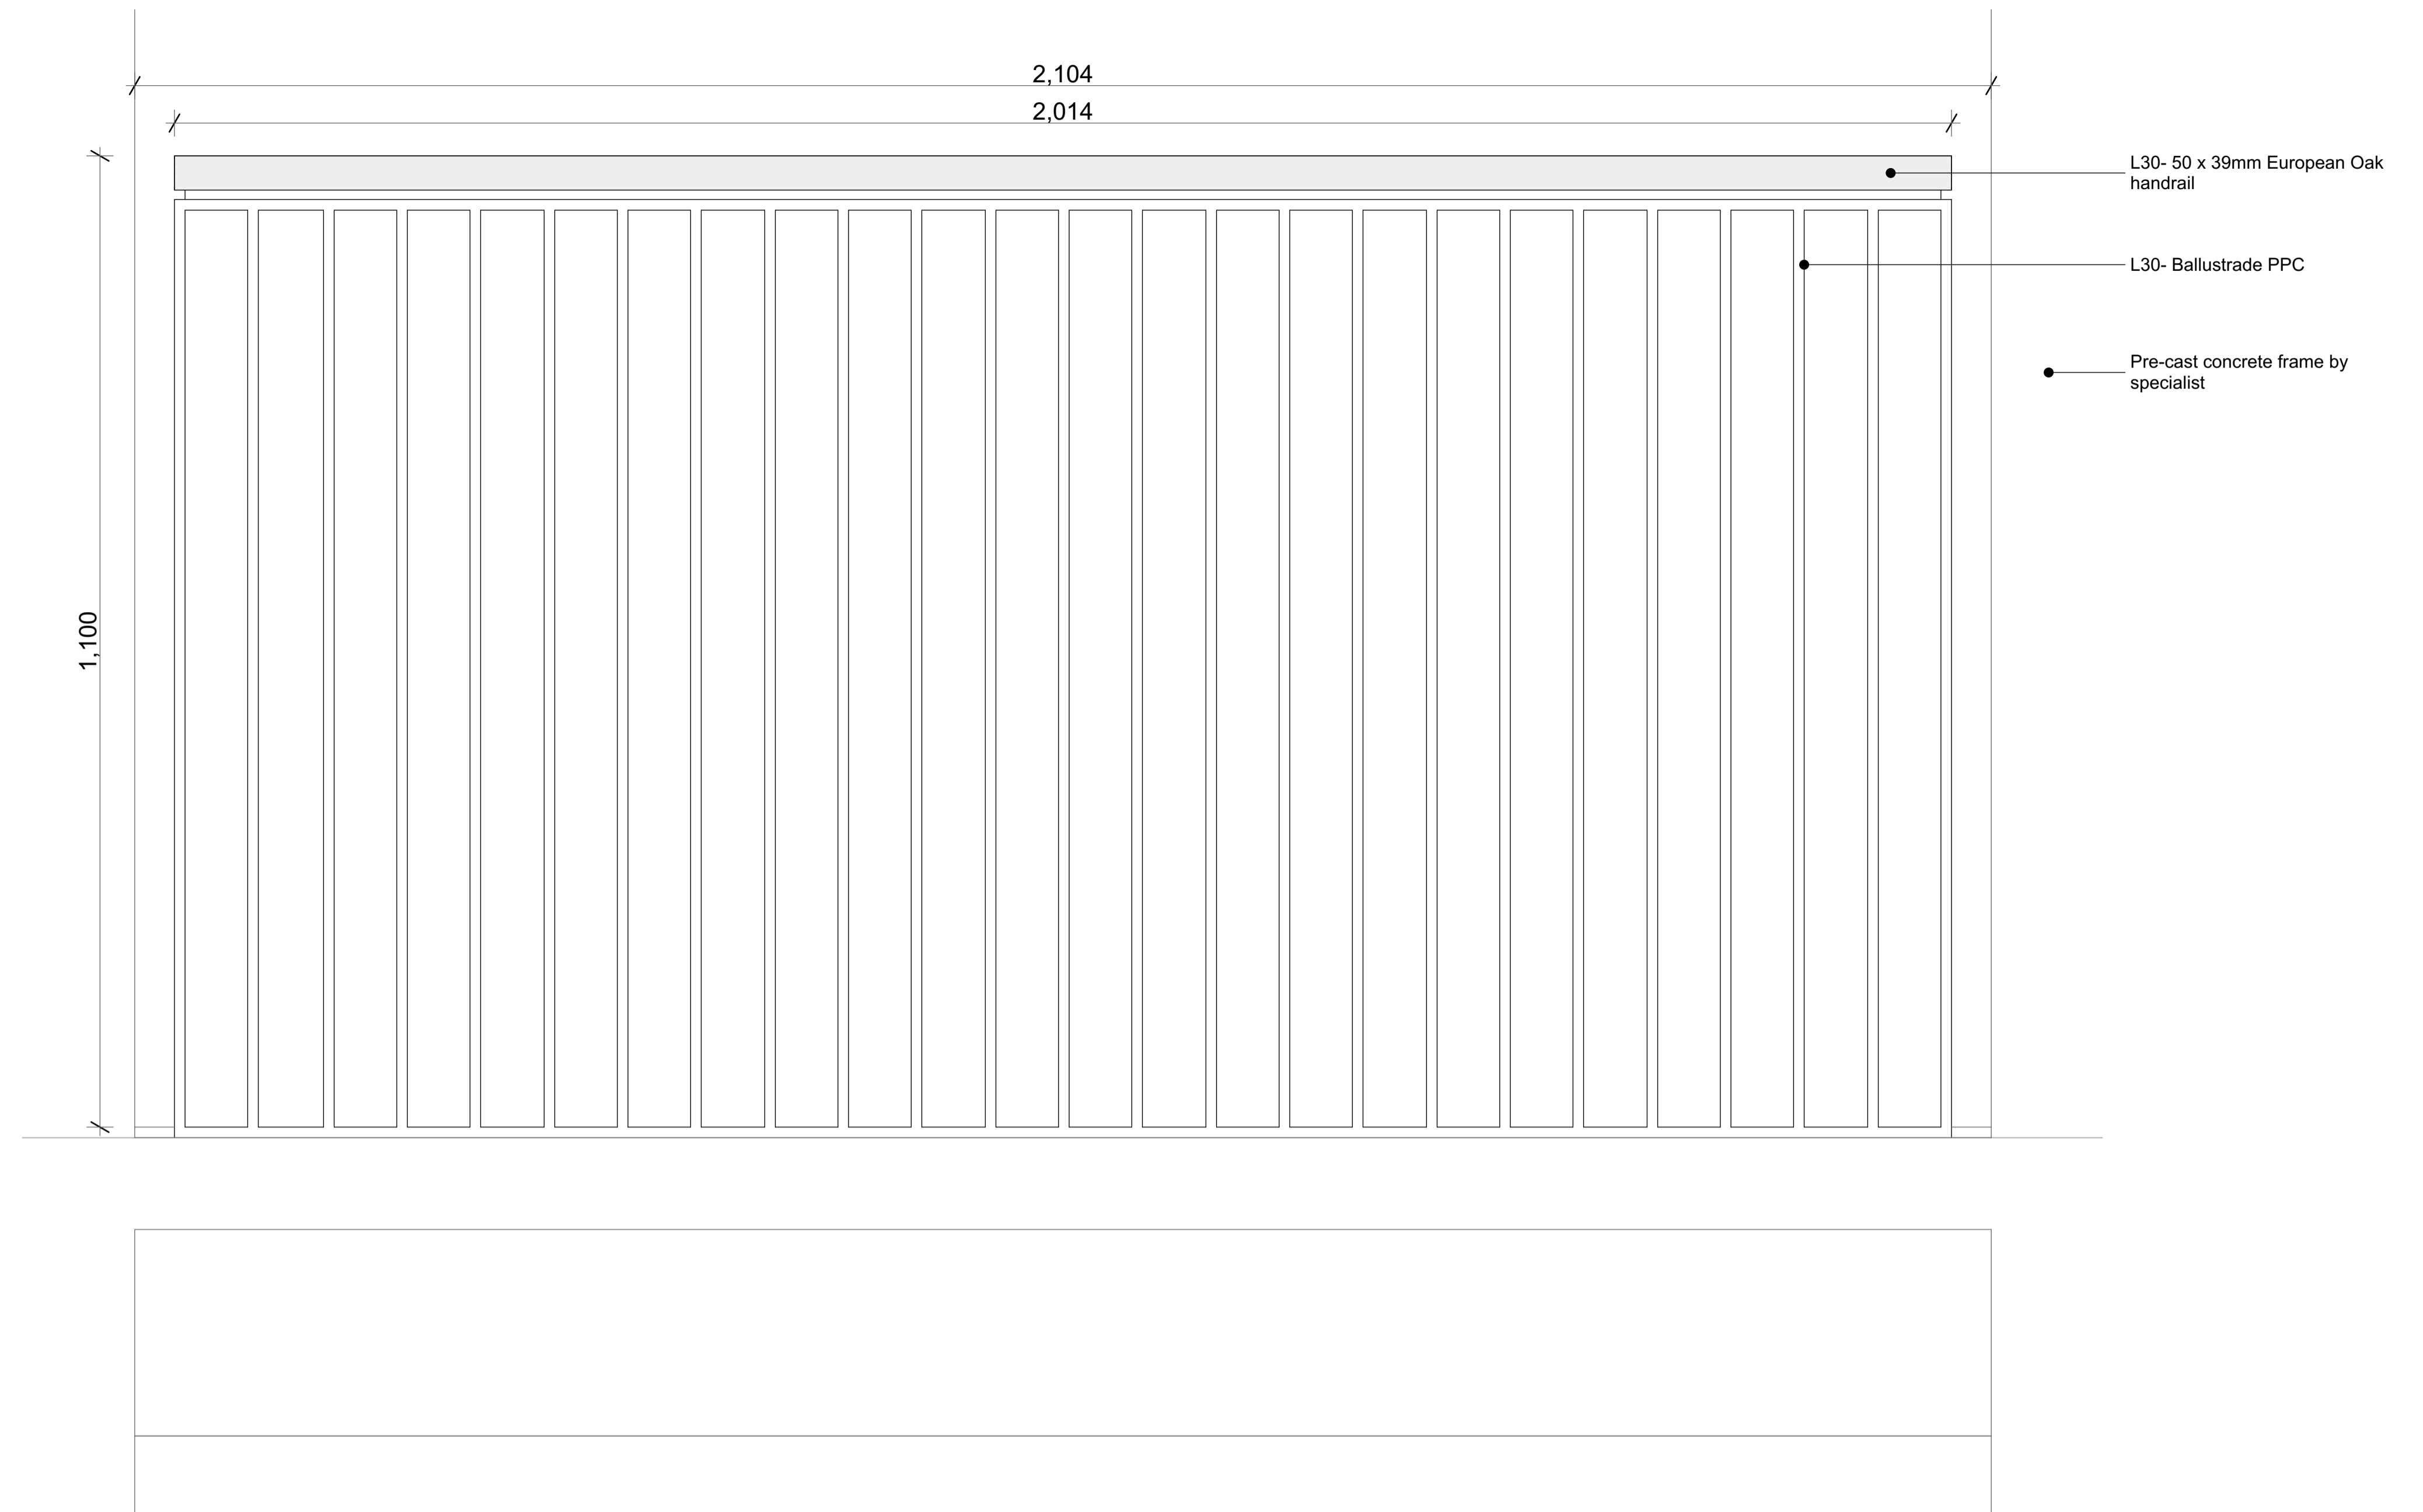 2,104
2,014
L30- 50 x 39mm European Oak
handrail
L30- Ballustrade PPC
Pre-cast concrete frame by
specialist
1,100